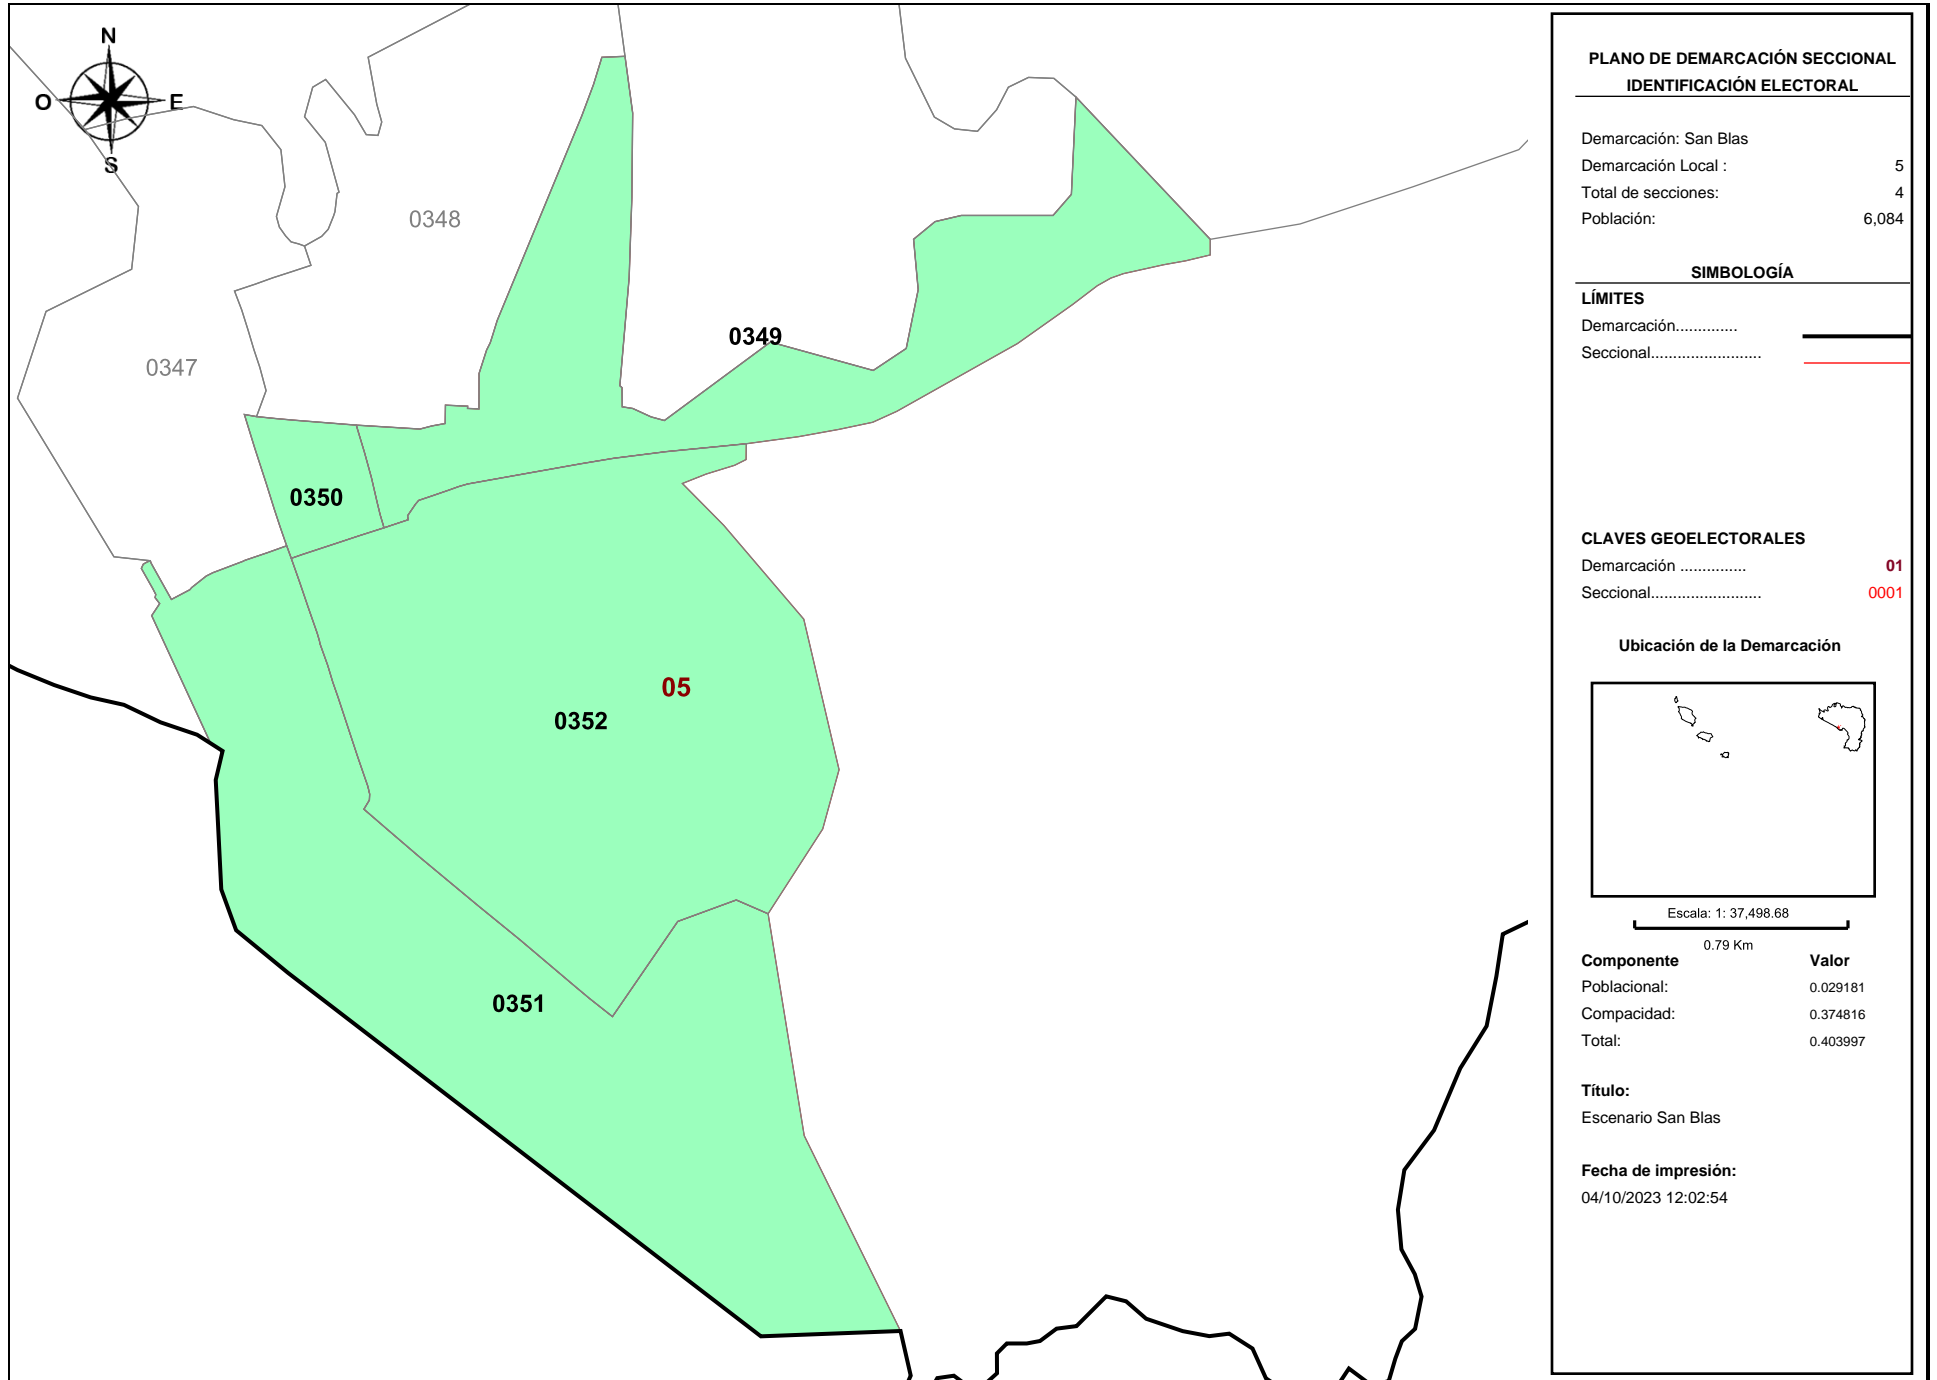 N
O
E
S
0348
0349
0347
0350
05
0352
0351
PLANO DE DEMARCACIÓN SECCIONAL
IDENTIFICACIÓN ELECTORAL
Demarcación: San Blas
Demarcación Local : 5
Total de secciones: 4
Población: 6,084
SIMBOLOGÍA
LÍMITES
Demarcación..............
Seccional.........................
CLAVES GEOELECTORALES
Demarcación ............... 01
Seccional......................... 0001
Ubicación de la Demarcación
Escala: 1: 37,498.68
0.79 Km
Componente Valor
Poblacional: 0.029181
Compacidad: 0.374816
Total: 0.403997
Título:
Escenario San Blas
Fecha de impresión:
04/10/2023 12:02:54